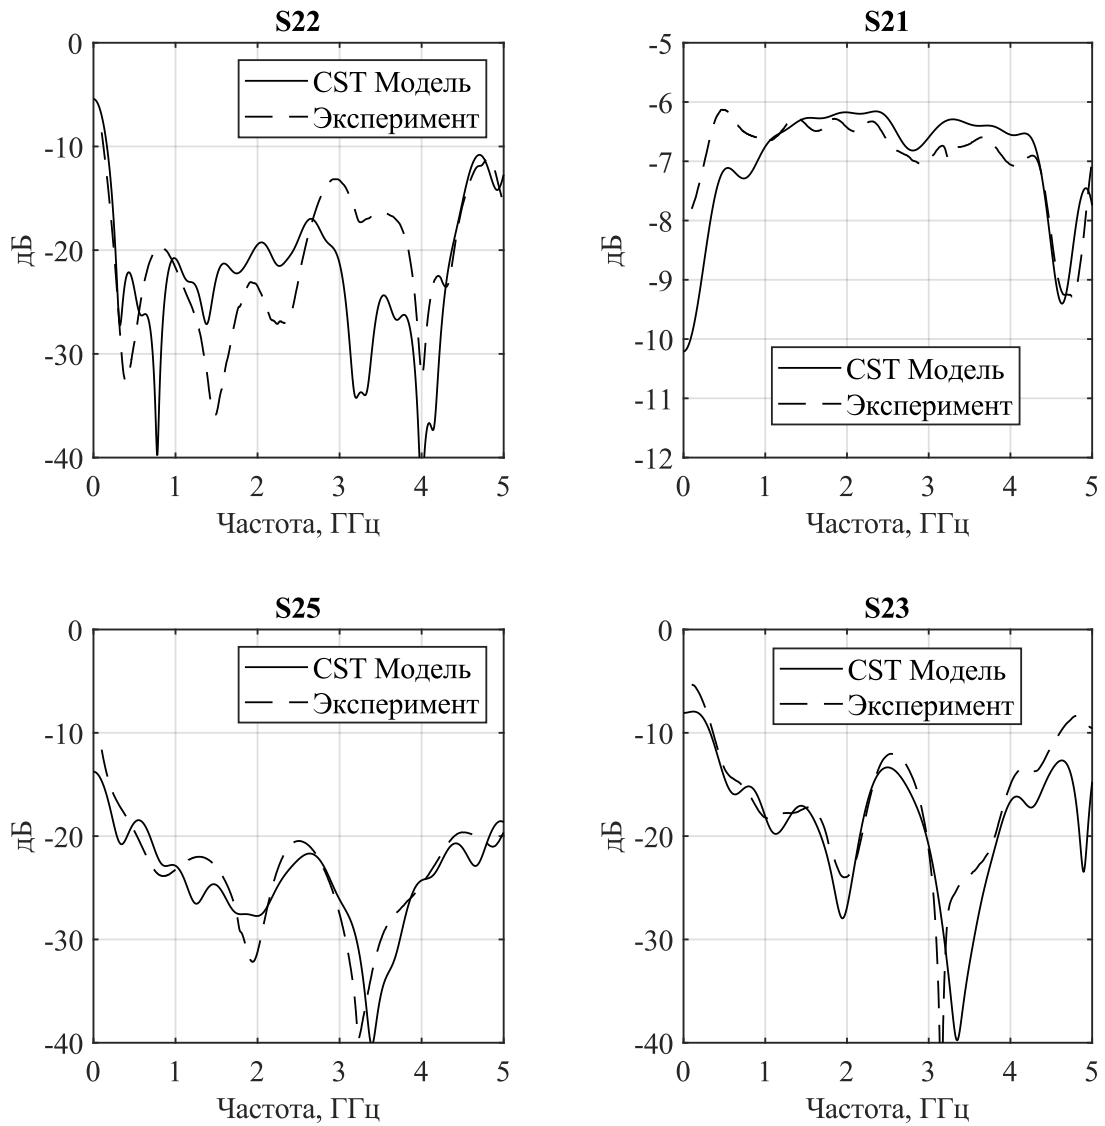 S22
0
-10
-20
-30
-40
дБ
CST Модель
Эксперимент
0 1 2 3 4 5
Частота, ГГц
S21
-5
-6
-7
-8
-9
-10
-11
-12
дБ
CST Модель
Эксперимент
0 1 2 3 4 5
Частота, ГГц
S25
0
-10
-20
-30
-40
дБ
CST Модель
Эксперимент
0 1 2 3 4 5
Частота, ГГц
S23
0
-10
-20
-30
-40
дБ
CST Модель
Эксперимент
0 1 2 3 4 5
Частота, ГГц